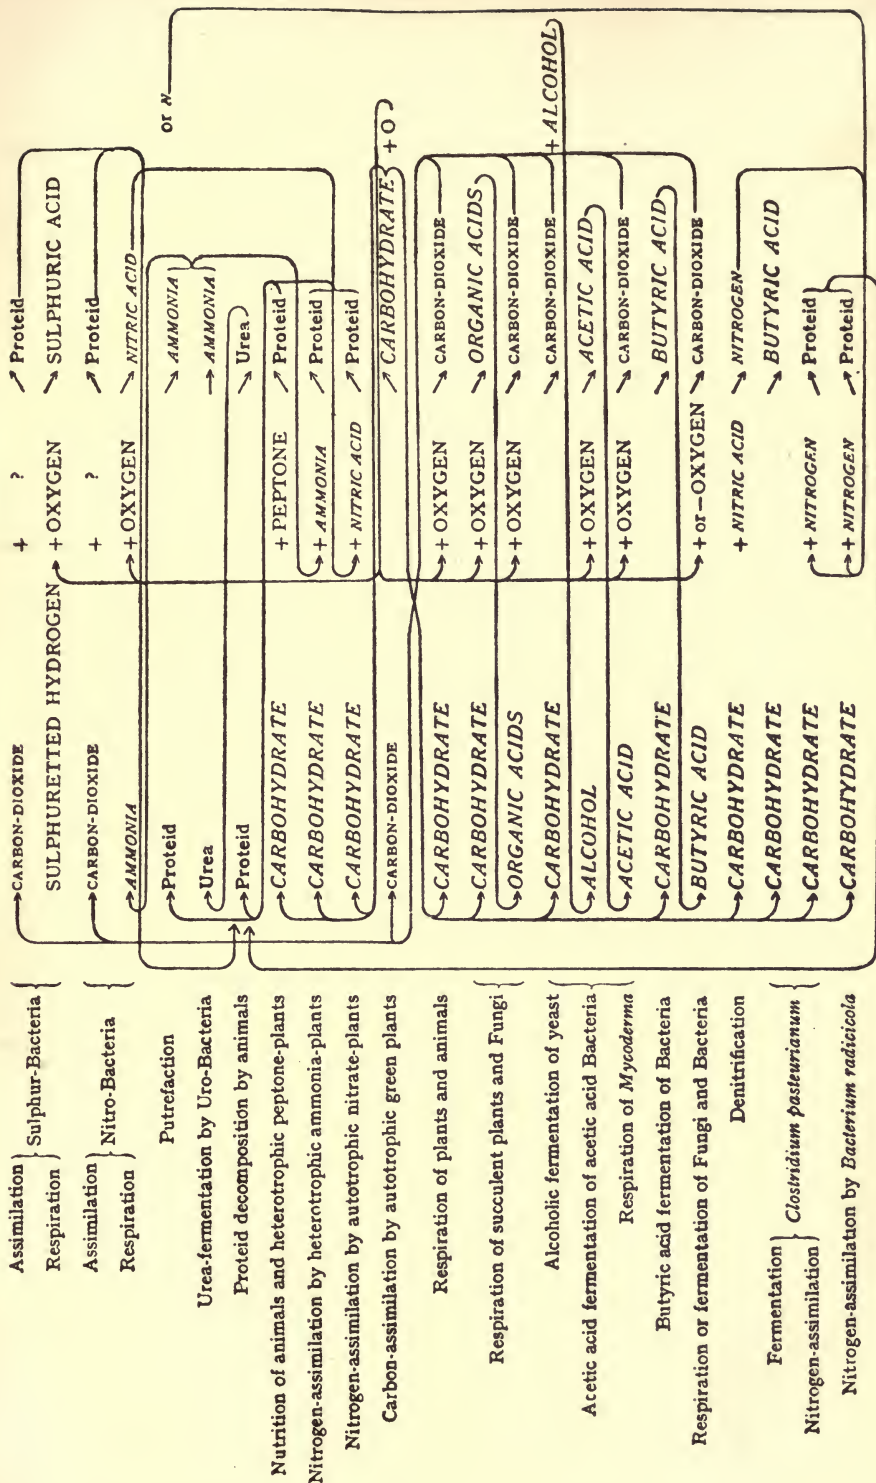 Assimilation CARBON-DIOXIDE + ? Proteid
Sulphur-Bacteria
Respiration SULPHURETTED HYDROGEN + OXYGEN SULPHURIC ACID
Assimilation CARBON-DIOXIDE + ? Proteid
Nitro-Bacteria
Respiration AMMONIA + OXYGEN NITRIC ACID
Putrefaction Proteid AMMONIA or N
Urea-fermentation by Uro-Bacteria Urea AMMONIA
Proteid decomposition by animals Proteid Urea
Nutrition of animals and heterotrophic peptone-plants CARBOHYDRATE + PEPTONE Proteid
Nitrogen-assimilation by heterotrophic ammonia-plants CARBOHYDRATE + AMMONIA Proteid
Nitrogen-assimilation by autotrophic nitrate-plants CARBOHYDRATE + NITRIC ACID Proteid
Carbon-assimilation by autotrophic green plants CARBON-DIOXIDE CARBOHYDRATE + O
Respiration of plants and animals CARBOHYDRATE + OXYGEN CARBON-DIOXIDE
CARBOHYDRATE + OXYGEN ORGANIC ACIDS
Respiration of succulent plants and Fungi
ORGANIC ACIDS + OXYGEN CARBON-DIOXIDE
Alcoholic fermentation of yeast CARBOHYDRATE CARBON-DIOXIDE + ALCOHOL
Acetic acid fermentation of acetic acid Bacteria ALCOHOL + OXYGEN ACETIC ACID
Respiration of Mycoderma ACETIC ACID + OXYGEN CARBON-DIOXIDE
Butyric acid fermentation of Bacteria CARBOHYDRATE BUTYRIC ACID
Respiration or fermentation of Fungi and Bacteria BUTYRIC ACID + or — OXYGEN CARBON-DIOXIDE
Denitrification CARBOHYDRATE + NITRIC ACID NITROGEN
Fermentation CARBOHYDRATE BUTYRIC ACID
Clostridium pasteurianum
Nitrogen-assimilation CARBOHYDRATE + NITROGEN Proteid
Nitrogen-assimilation by Bacterium radicicola CARBOHYDRATE + NITROGEN Proteid